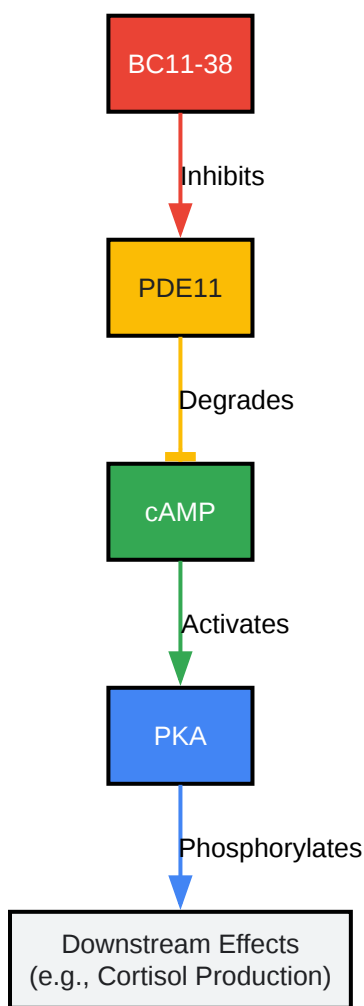 BC11-38
Inhibits
PDE11
Degrades
cAMP
Activates
PKA
Phosphorylates
Downstream Effects
(e.g., Cortisol Production)